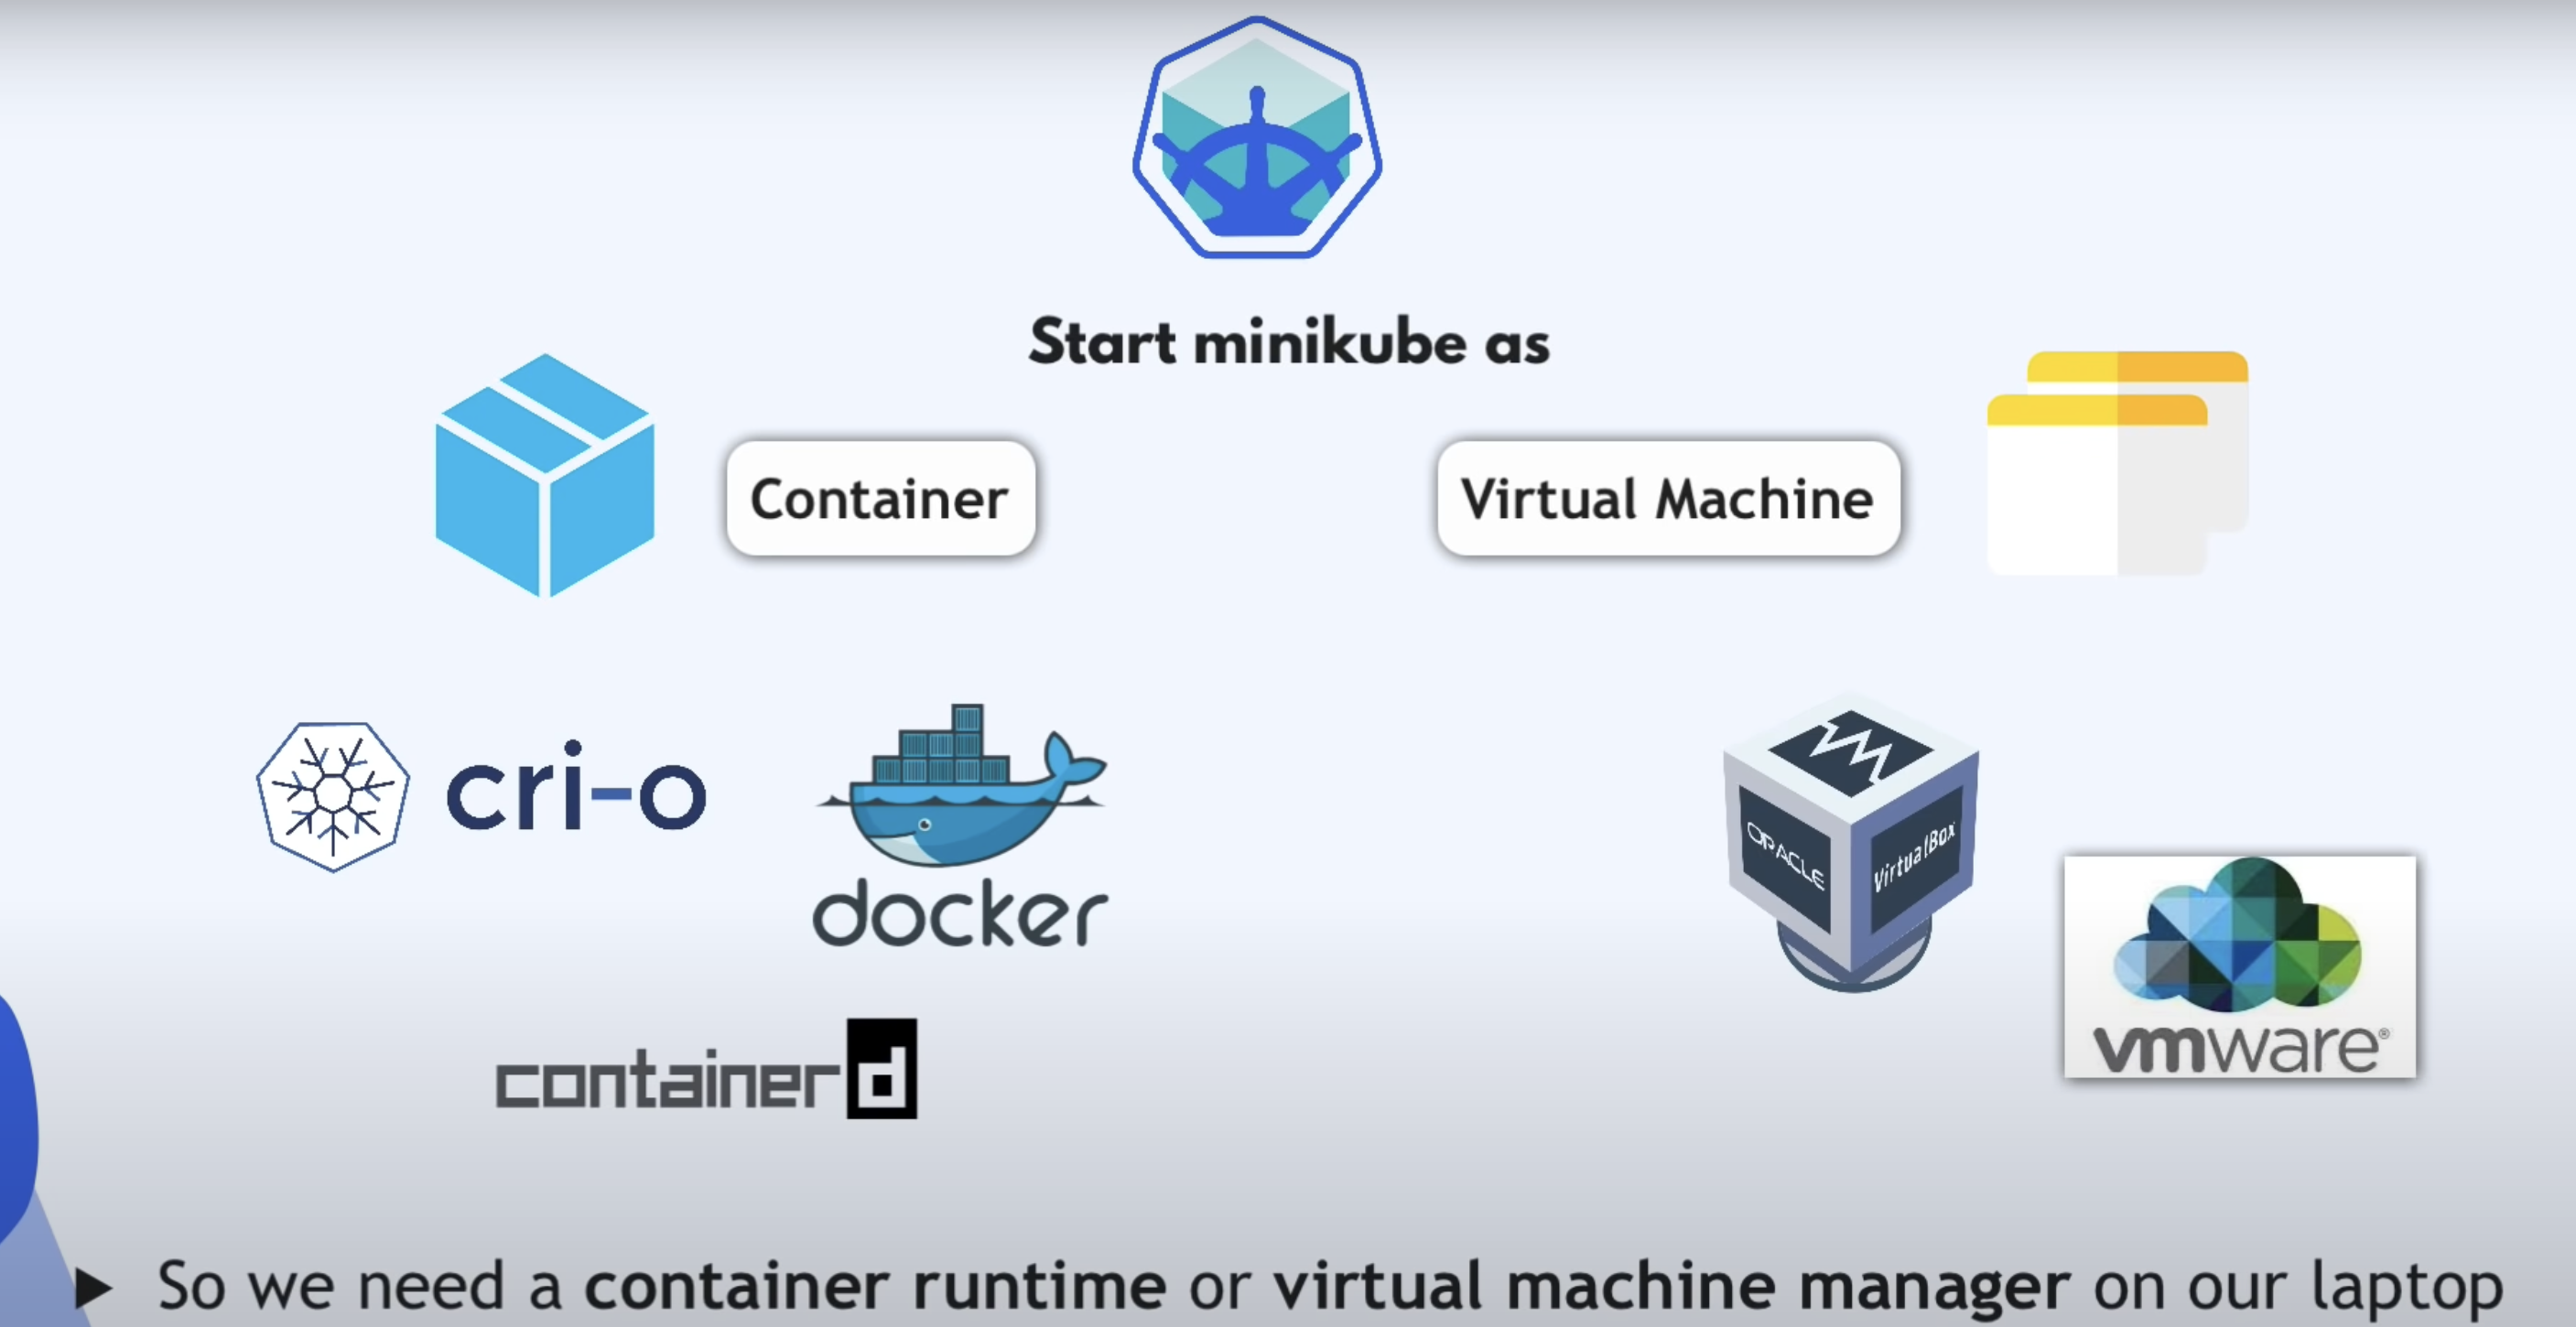 Start minikube as
Container
Virtual Machine
cri-o
docker
ORACLE
VirtualBox
vmware®
containerd
So we need a container runtime or virtual machine manager on our laptop